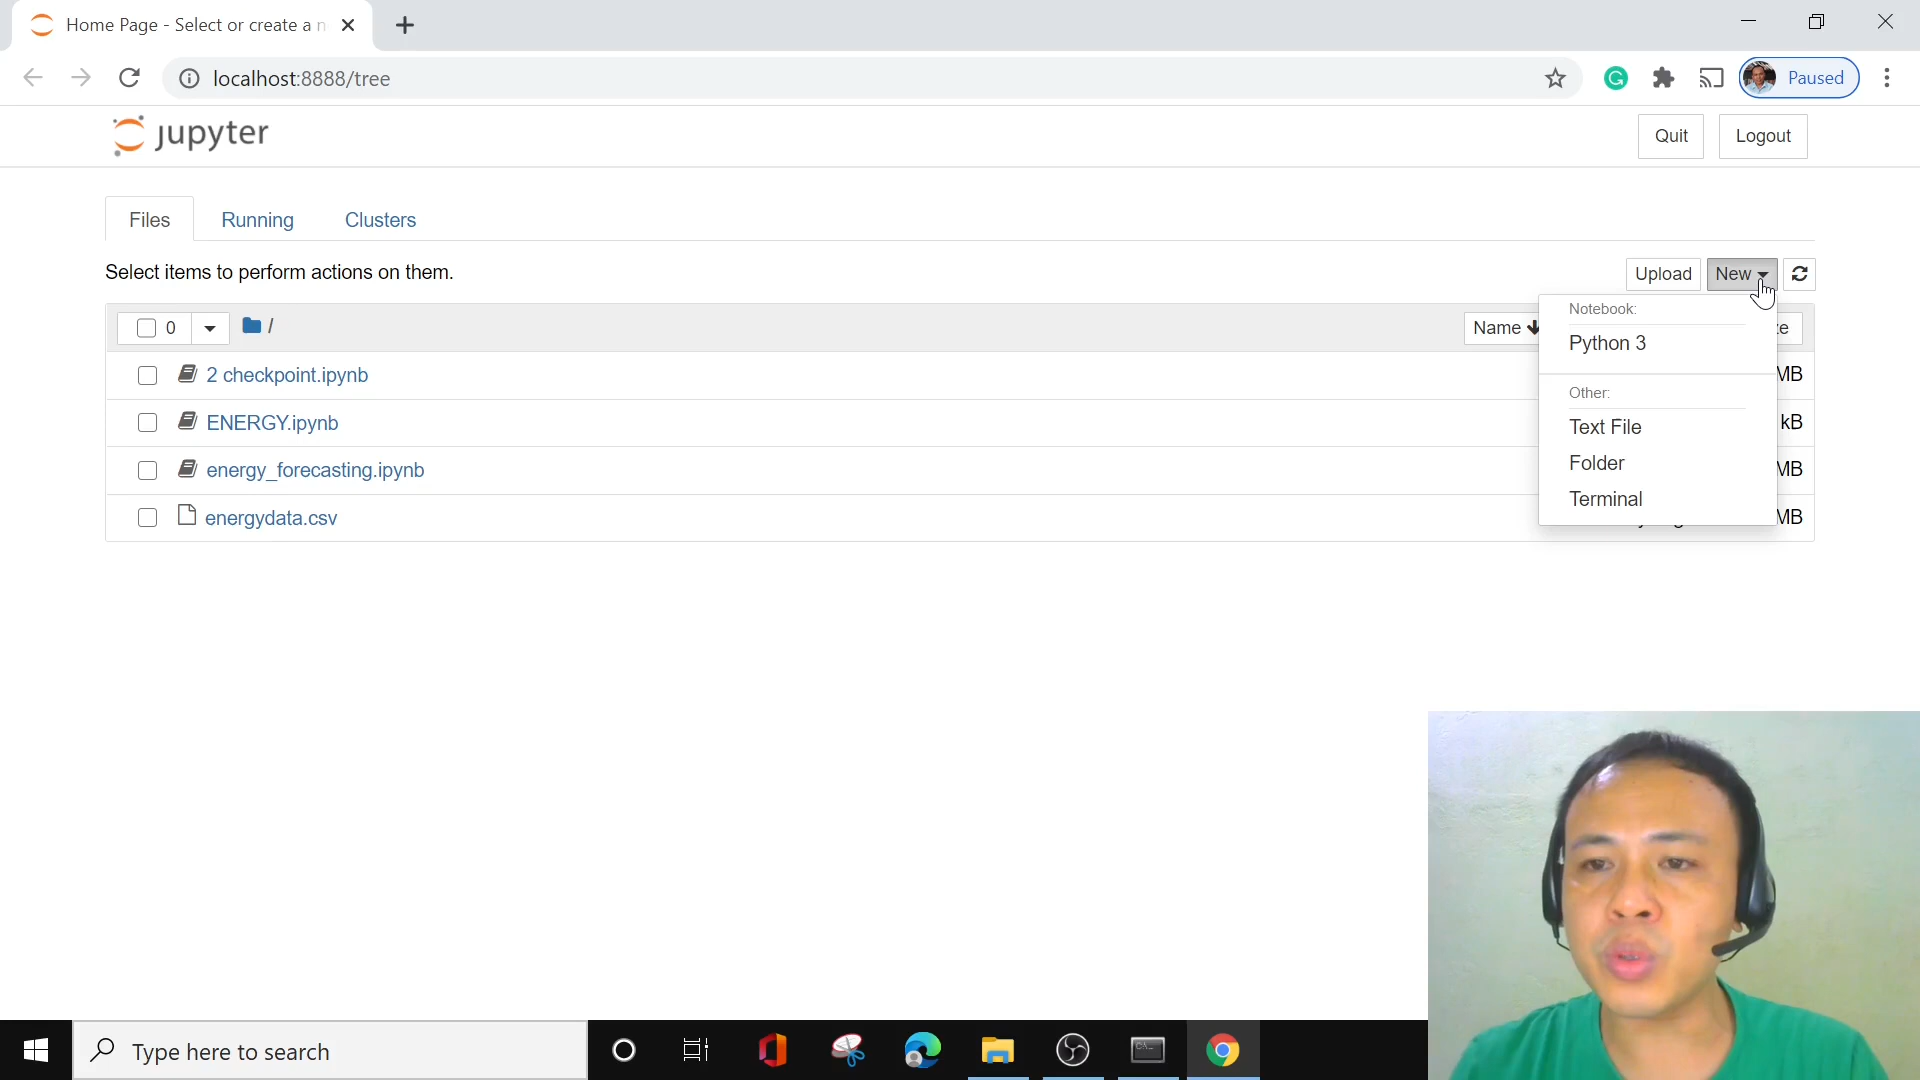 Home Page - Select or create a n
localhost:8888/tree
Paused
jupyter
Quit
Logout
Files
Running
Clusters
Select items to perform actions on them.
Upload
New
0
/
Name
Notebook:
Python 3
Other:
Text File
Folder
Terminal
2 checkpoint.ipynb
MB
ENERGY.ipynb
kB
energy_forecasting.ipynb
MB
energydata.csv
MB
Type here to search